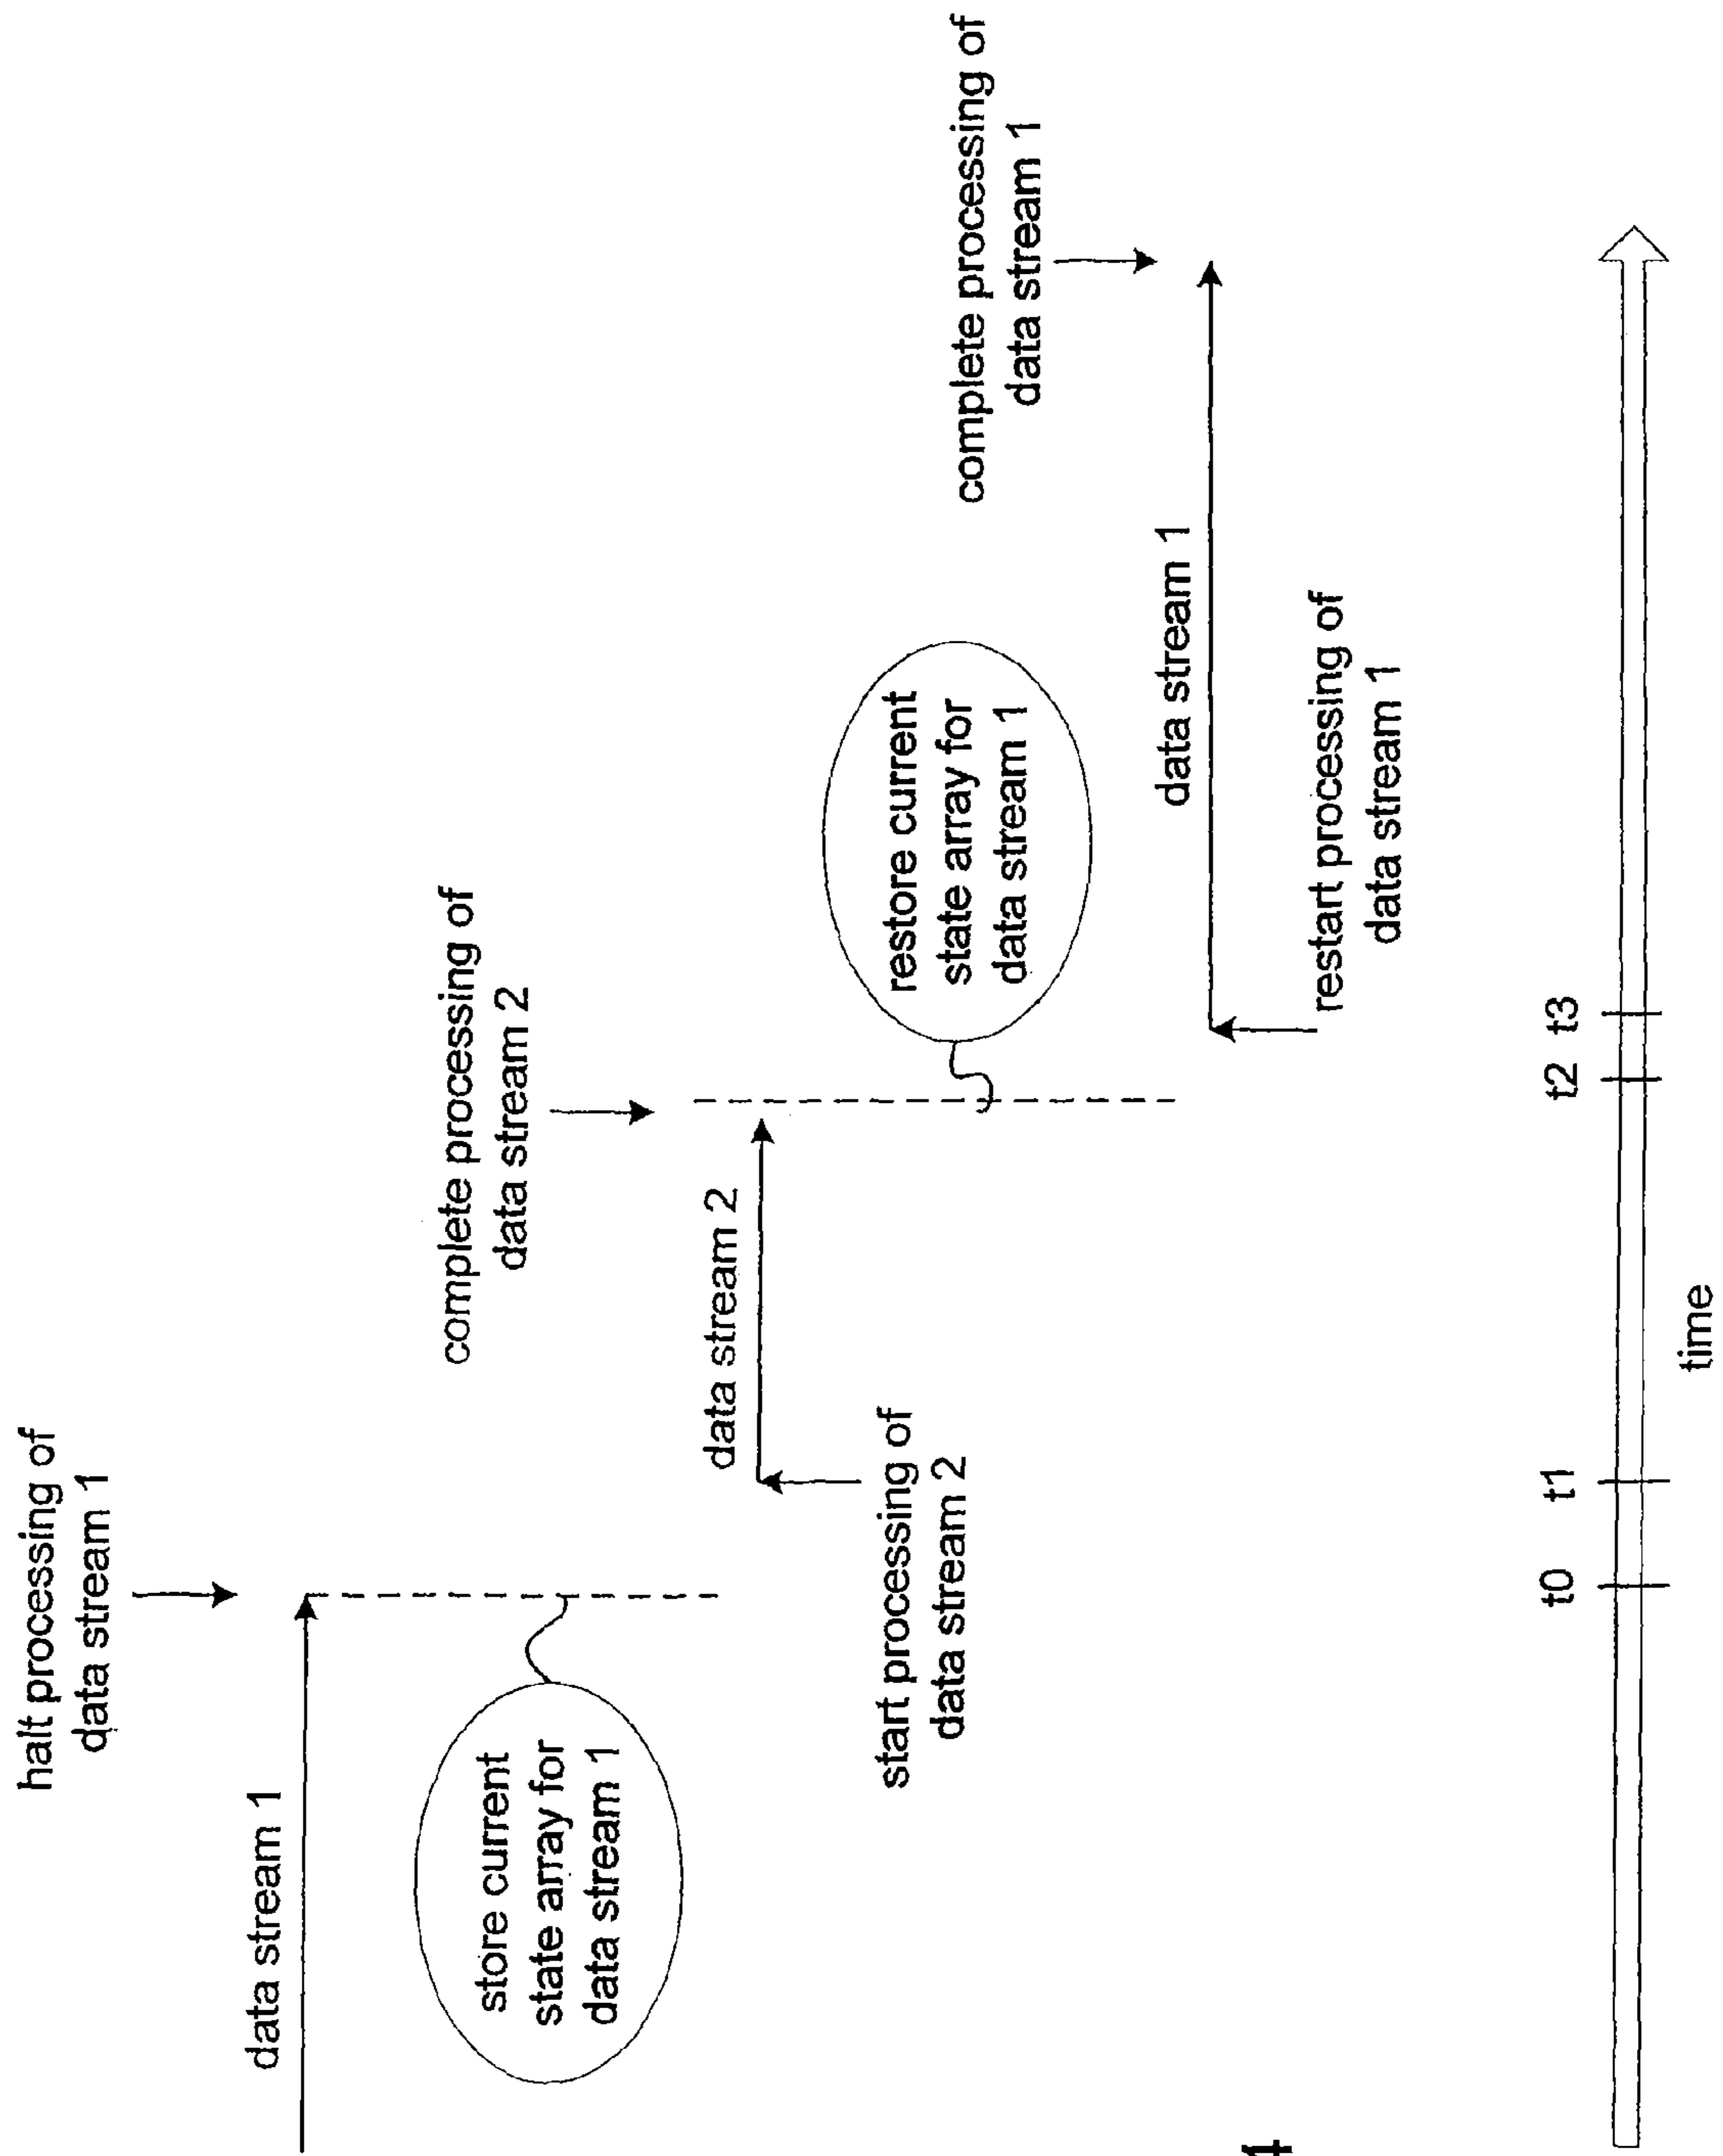 halt processing of
data stream 1
data stream 1
store current
state array for
data stream 1
complete processing of
data stream 2
data stream 2
start processing of
data stream 2
restore current
state array for
data stream 1
complete processing of
data stream 1
data stream 1
restart processing of
data stream 1
t0 t1 t2 t3
time